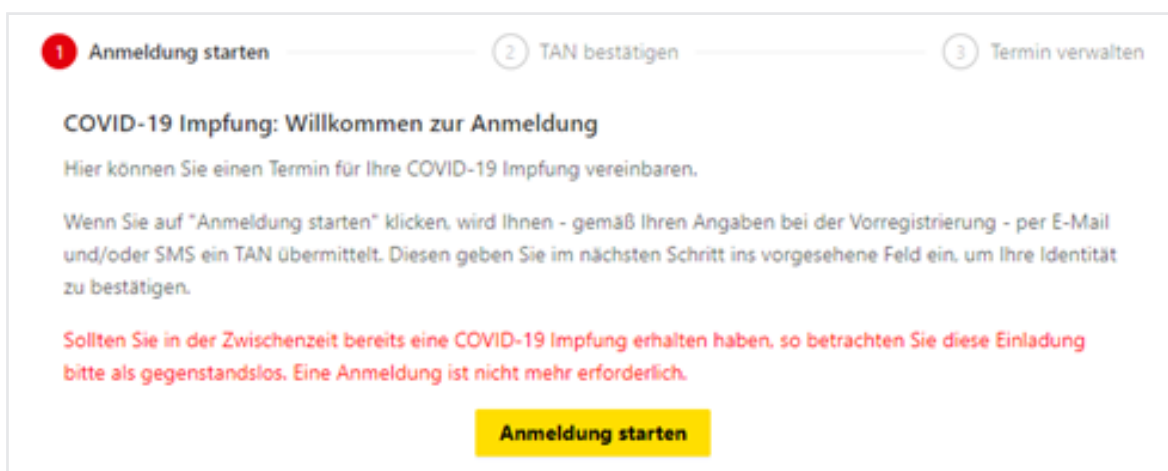 1 Anmeldung starten 2 TAN bestätigen 3 Termin verwalten
COVID-19 Impfung: Willkommen zur Anmeldung
Hier können Sie einen Termin für Ihre COVID-19 Impfung vereinbaren.
Wenn Sie auf "Anmeldung starten" klicken, wird Ihnen - gemäß Ihren Angaben bei der Vorregistrierung - per E-Mail
und/oder SMS ein TAN übermittelt. Diesen geben Sie im nächsten Schritt ins vorgesehene Feld ein, um Ihre Identität
zu bestätigen.
Sollten Sie in der Zwischenzeit bereits eine COVID-19 Impfung erhalten haben, so betrachten Sie diese Einladung
bitte als gegenstandslos. Eine Anmeldung ist nicht mehr erforderlich.
Anmeldung starten